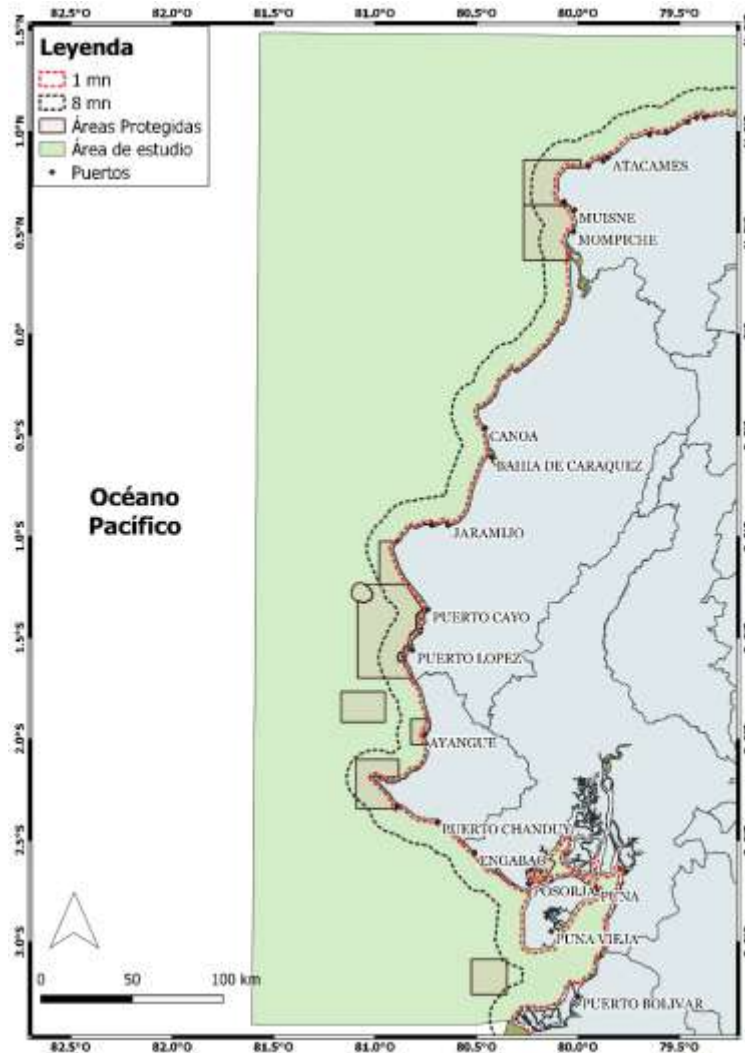 82.5°O 82.0°O 81.0°O 80.5°O 80.0°O 79.5°O
1.5°N
Leyenda
1 mn
8 mn
Áreas Protegidas
Área de estudio
Puertos
1.0°N
ATACAMES
MUISNE
0.5°N
MOMPICHE
0.0°
CANOA
0.5°S
BAHIA DE CARAQUEZ
Océano
Pacífico
1.0°S
JARAMIJO
PUERTO CAYO
1.5°S
PUERTO LOPEZ
2.0°S
AYANGUE
PUERTO CHANDUY
2.5°S
ENGABAO
POSORJA
PUNA
PUNA VIEJA
3.0°S
0 50 100 km
PUERTO BOLIVAR
82.5°O 82.0°O 81.0°O 80.5°O 80.0°O 79.5°O